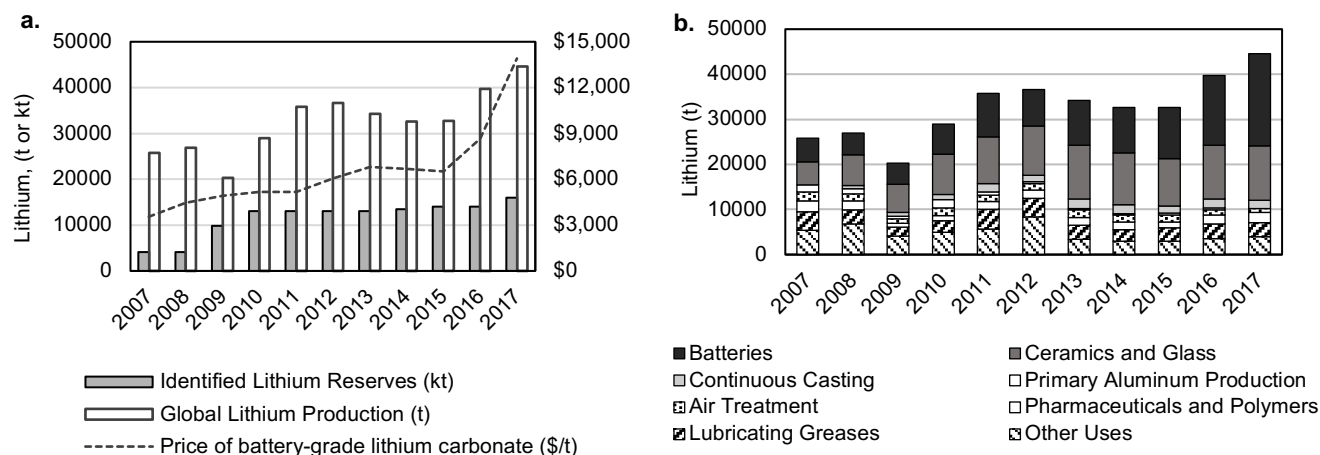 a.
50000
40000
30000
20000
10000
0
Lithium, (t or kt)
$15,000
$12,000
$9,000
$6,000
$3,000
$0
2007
2008
2009
2010
2011
2012
2013
2014
2015
2016
2017
Identified Lithium Reserves (kt)
Global Lithium Production (t)
Price of battery-grade lithium carbonate ($/t)
b.
50000
40000
30000
20000
10000
0
Lithium (t)
2007
2008
2009
2010
2011
2012
2013
2014
2015
2016
2017
Batteries
Ceramics and Glass
Continuous Casting
Primary Aluminum Production
Air Treatment
Pharmaceuticals and Polymers
Lubricating Greases
Other Uses